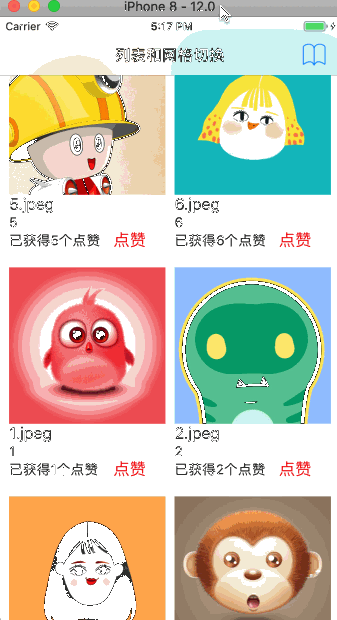 iPhone 8 - 12.0
Carrier 5:17 PM
列表和网格切换
5.jpeg
5
已获得5个点赞 点赞
6.jpeg
6
已获得6个点赞 点赞
1.jpeg
1
已获得1个点赞 点赞
2.jpeg
2
已获得2个点赞 点赞